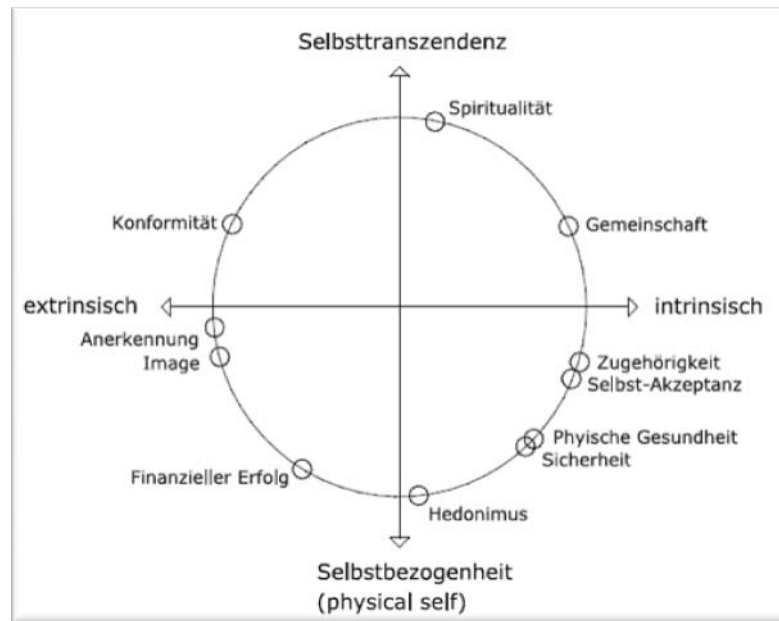 Selbsttranszendenz
Spiritualität
Konformität
Gemeinschaft
extrinsisch
intrinsisch
Anerkennung
Image
Zugehörigkeit
Selbst-Akzeptanz
Phyische Gesundheit
Sicherheit
Finanzieller Erfolg
Hedonimus
Selbstbezogenheit
(physical self)